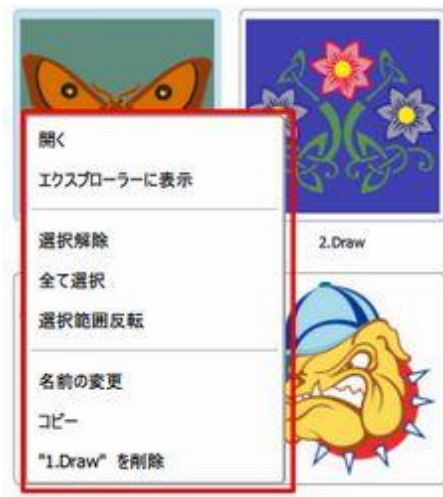 開く
エクスプローラーに表示
選択解除
全て選択
選択範囲反転
名前の変更
コピー
"1.Draw" を削除
2.Draw